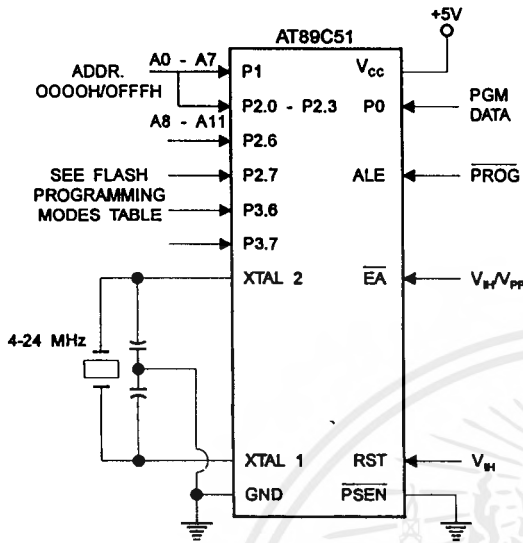 +5V
AT89C51
A0 - A7
ADDR.
OOOOH/OFFFH
P1
VCC
P2.0 - P2.3
P0
PGM
DATA
A8 - A11
P2.6
SEE FLASH
PROGRAMMING
MODES TABLE
P2.7
ALE
PROG
P3.6
P3.7
XTAL 2
EA
VIH/VPP
4-24 MHz
XTAL 1
RST
VIH
GND
PSEN